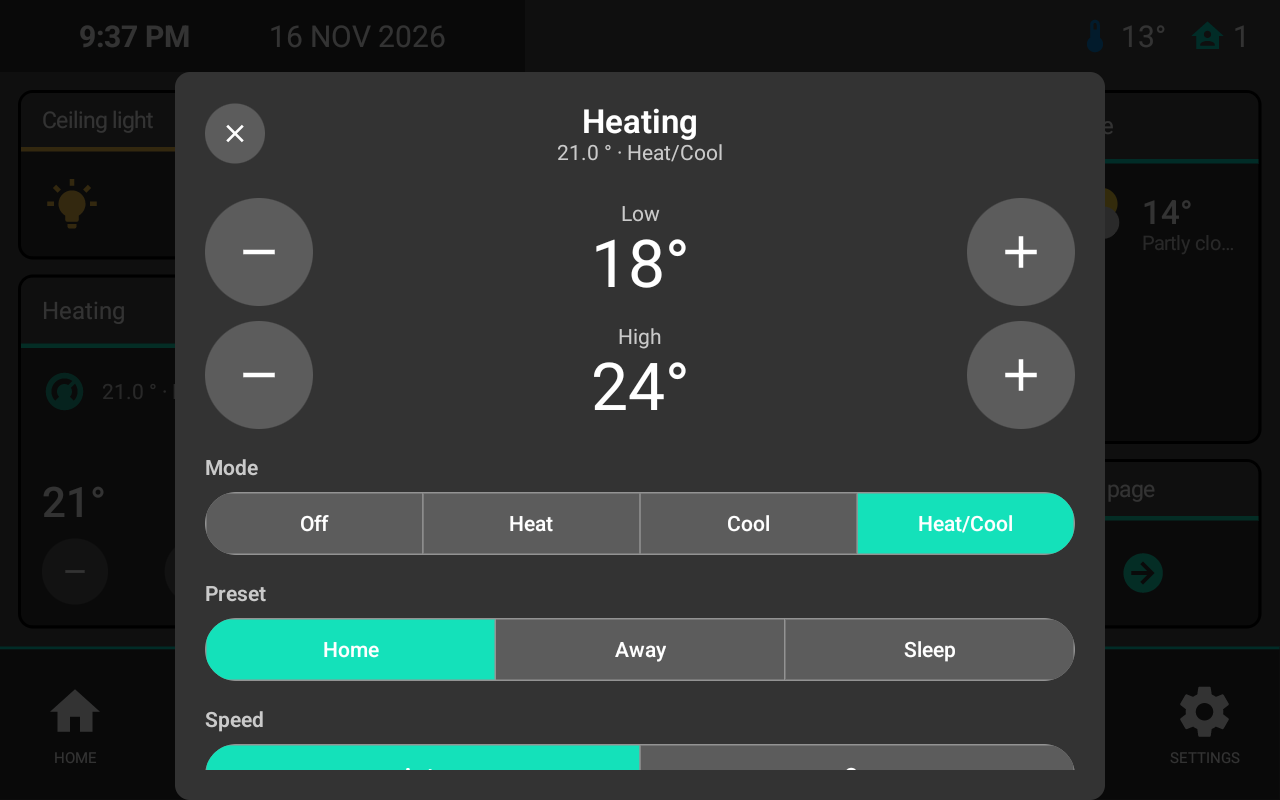 9:37 PM
16 NOV 2026
13°
1
Ceiling light
Heating
21.0 ° · Heat/Cool
14°
Partly clo...
Low
18°
High
24°
Heating
21.0 ° ·
21°
page
Mode
Off
Heat
Cool
Heat/Cool
Preset
Home
Away
Sleep
Speed
HOME
SETTINGS